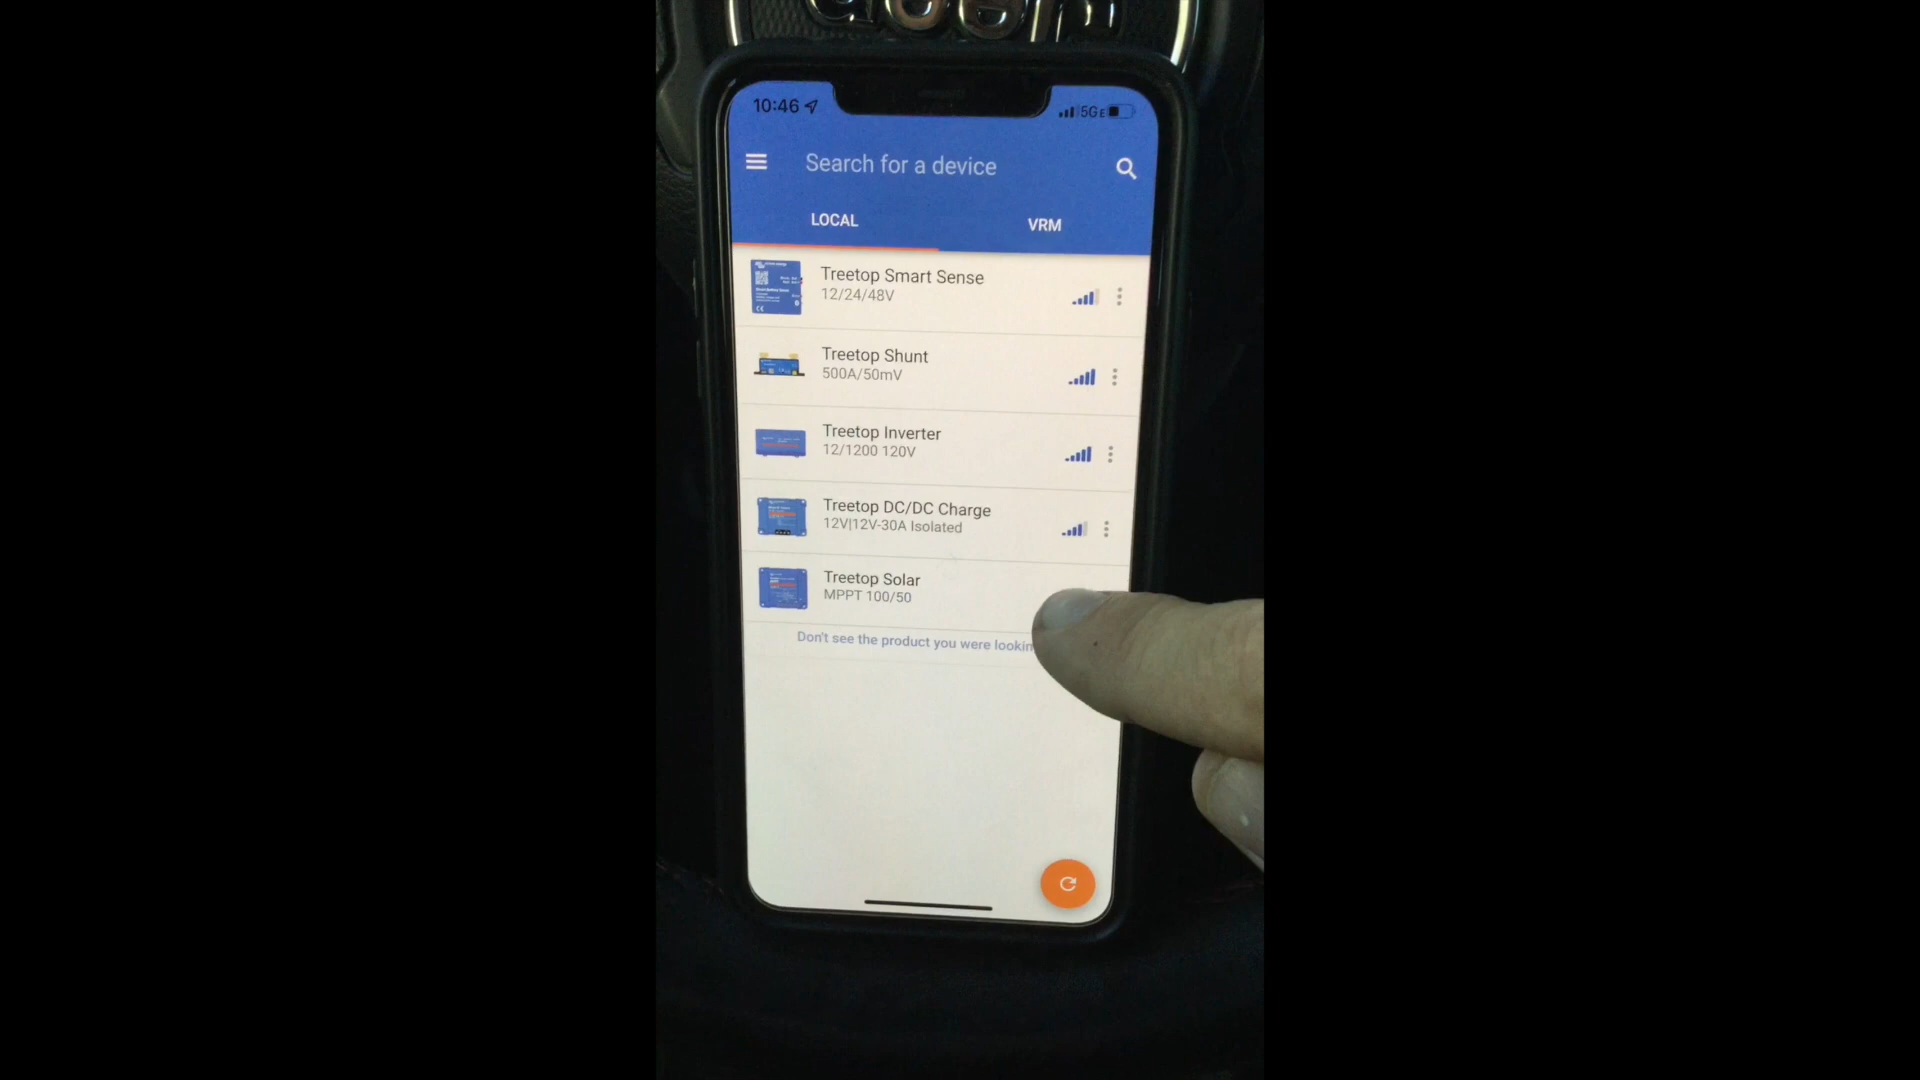 10:46
5GE
Search for a device
LOCAL
VRM
Treetop Smart Sense
12/24/48V
Treetop Shunt
500A/50mV
Treetop Inverter
12/1200 120V
Treetop DC/DC Charge
12V|12V-30A Isolated
Treetop Solar
MPPT 100/50
Don't see the product you were